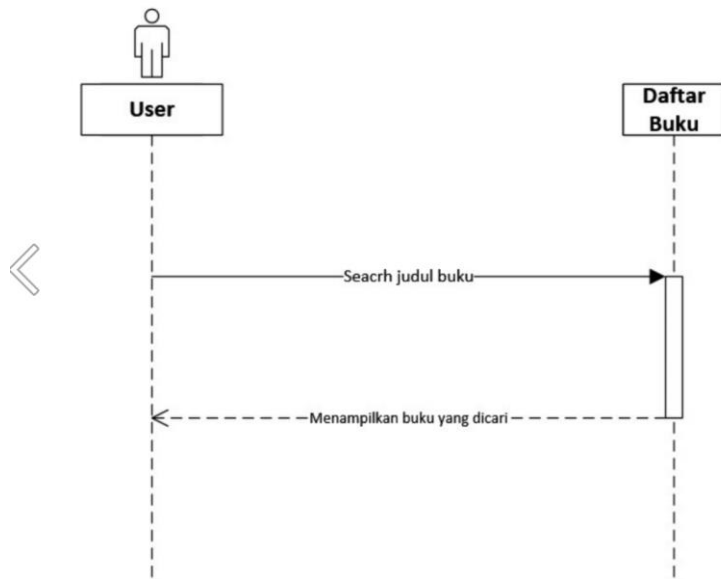 User
Daftar
Buku
Seacrh judul buku
Menampilkan buku yang dicari